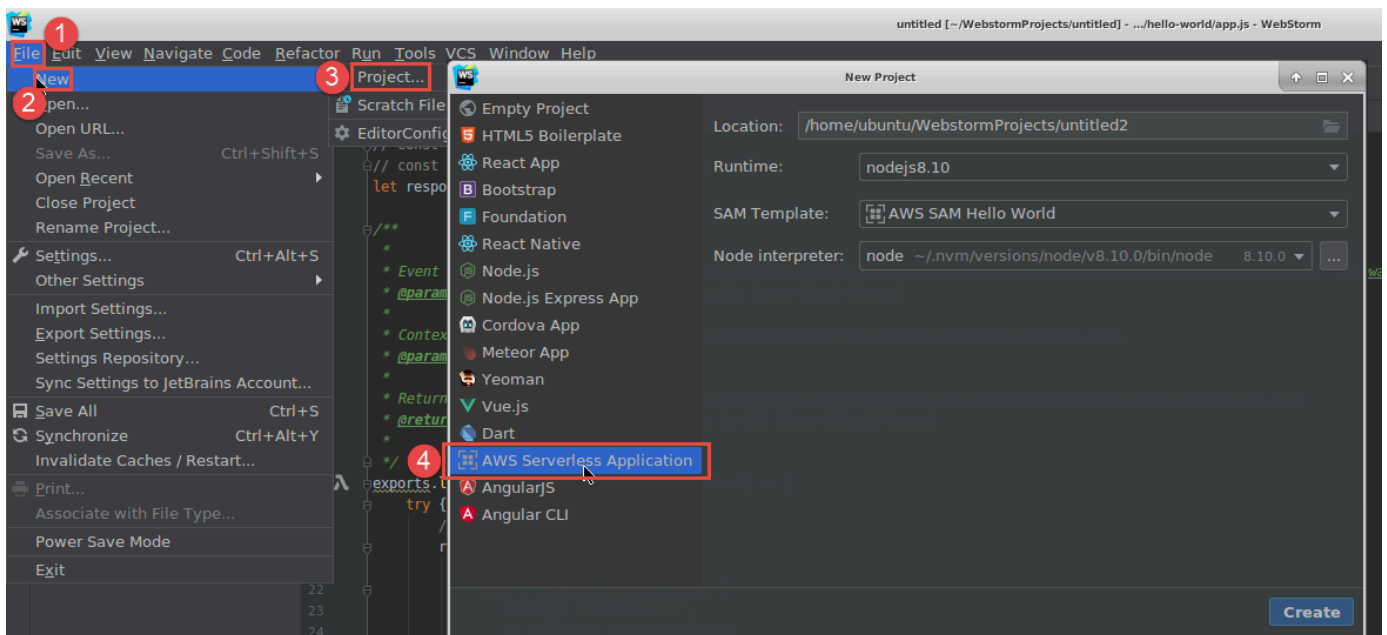 WS
untitled [~/WebstormProjects/untitled] - .../hello-world/app.js - WebStorm
1
File Edit View Navigate Code Refactor Run Tools VCS Window Help
New
2
pen...
Open URL...
Save As... Ctrl+Shift+S
Open Recent
Close Project
Rename Project...
Settings... Ctrl+Alt+S
Other Settings
Import Settings...
Export Settings...
Settings Repository...
Sync Settings to JetBrains Account...
Save All Ctrl+S
Synchronize Ctrl+Alt+Y
Invalidate Caches / Restart...
Print...
Associate with File Type...
Power Save Mode
Exit
3
Project...
Scratch File
EditorConfig
// const
let respo
/**
*
* Event
* @param
*
* Contex
* @param
*
* Return
* @retur
*
*/
exports.l
try {
/
r
22
23
24
WS
New Project
Empty Project
HTML5 Boilerplate
React App
Bootstrap
Foundation
React Native
Node.js
Node.js Express App
Cordova App
Meteor App
Yeoman
Vue.js
Dart
4
AWS Serverless Application
AngularJS
Angular CLI
Location: /home/ubuntu/WebstormProjects/untitled2
Runtime: nodejs8.10
SAM Template: AWS SAM Hello World
Node interpreter: node ~/.nvm/versions/node/v8.10.0/bin/node 8.10.0 ...
Create